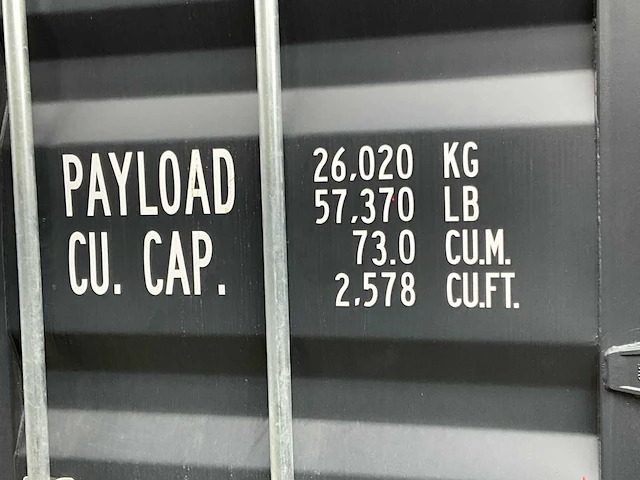 PAYLOAD 26,020 KG
57,370 LB
CU. CAP. 73.0 CU.M.
2,578 CU.FT.